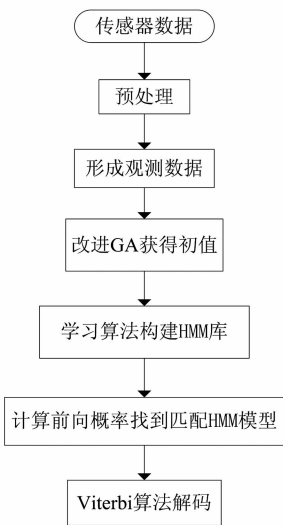 传感器数据
预处理
形成观测数据
改进GA获得初值
学习算法构建HMM库
计算前向概率找到匹配HMM模型
Viterbi算法解码